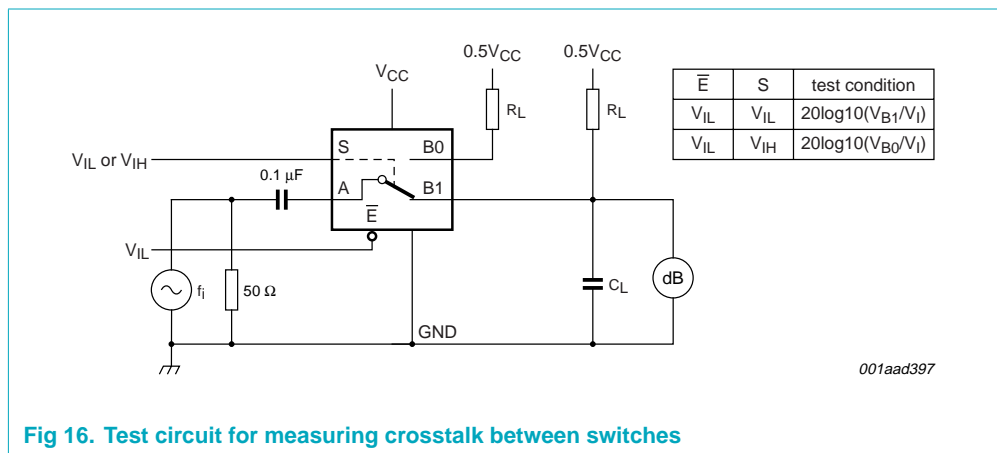 0.5VCC 0.5VCC
VCC
RL RL
E̅ S test condition
VIL VIL 20log10(VB1/VI)
VIL VIH 20log10(VB0/VI)
VIL or VIH
S B0
0.1 μF
A B1
E̅
VIL
fi
50 Ω
CL
dB
GND
001aad397
Fig 16. Test circuit for measuring crosstalk between switches